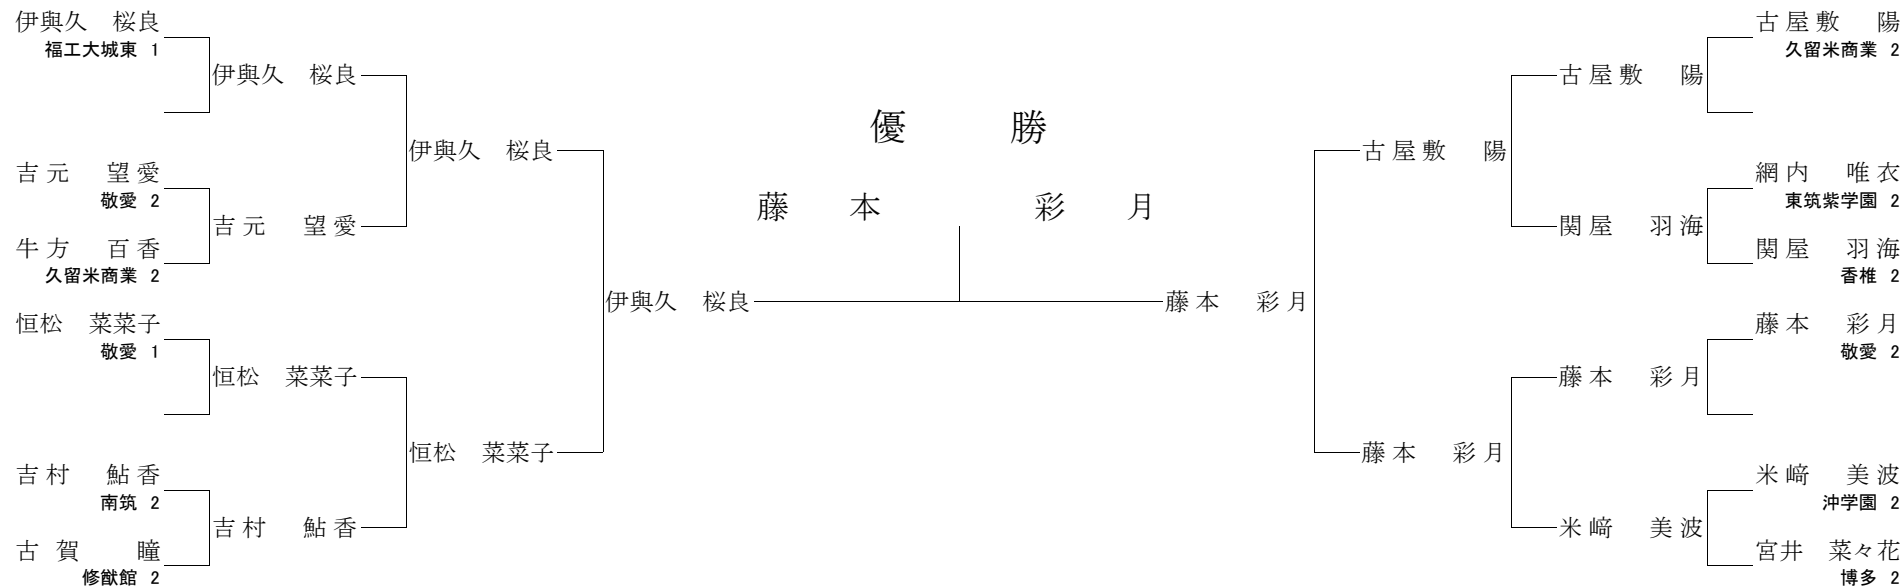 伊與久　桜良
福工大城東 1
吉元　望愛
敬愛 2
牛方　百香
久留米商業 2
恒松　菜菜子
敬愛 1
吉村　鮎香
南筑 2
古賀　瞳
修猷館 2
伊與久　桜良
吉元　望愛
恒松　菜菜子
吉村　鮎香
伊與久　桜良
恒松　菜菜子
伊與久　桜良
優　勝
藤本　彩月
藤本　彩月
古屋敷　陽
藤本　彩月
古屋敷　陽
関屋　羽海
藤本　彩月
米﨑　美波
古屋敷　陽
久留米商業 2
網内　唯衣
東筑紫学園 2
関屋　羽海
香椎 2
藤本　彩月
敬愛 2
米﨑　美波
沖学園 2
宮井　菜々花
博多 2